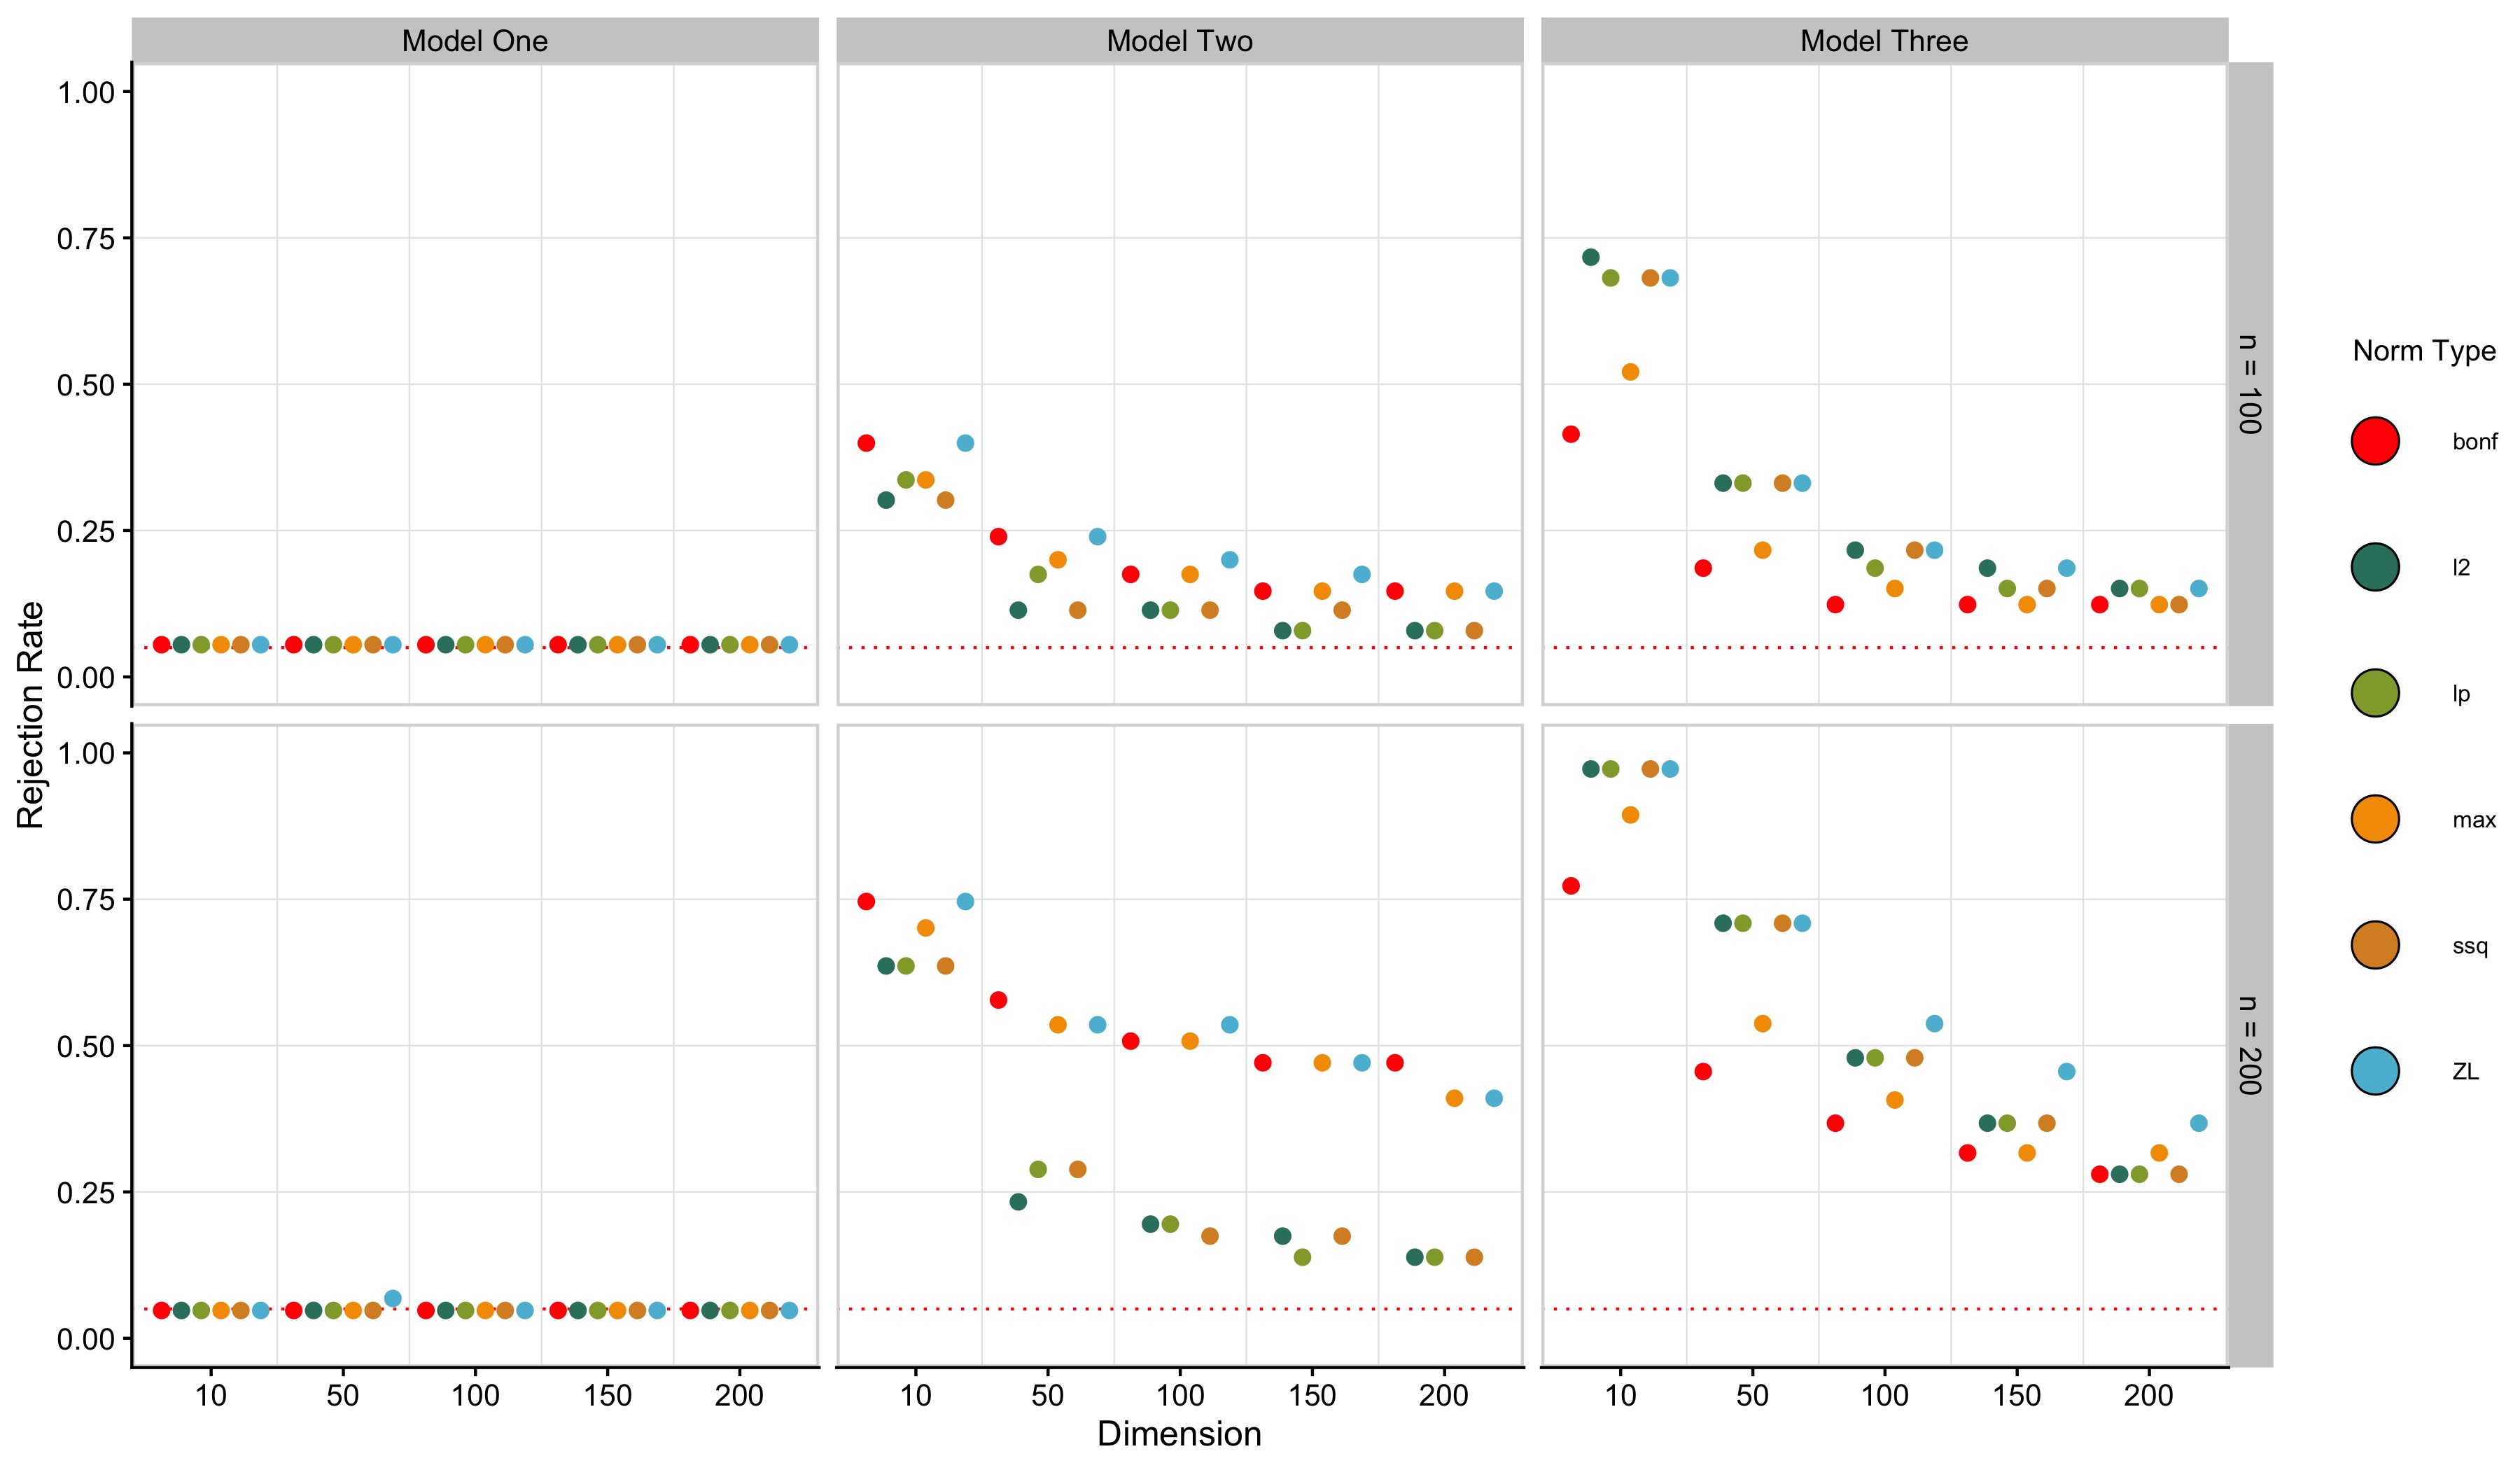 Model One
Model Two
Model Three
1.00
0.75
0.50
0.25
0.00
n = 100
1.00
0.75
0.50
0.25
0.00
n = 200
Rejection Rate
10 50 100 150 200
10 50 100 150 200
10 50 100 150 200
Dimension
Norm Type
bonf
l2
lp
max
ssq
ZL